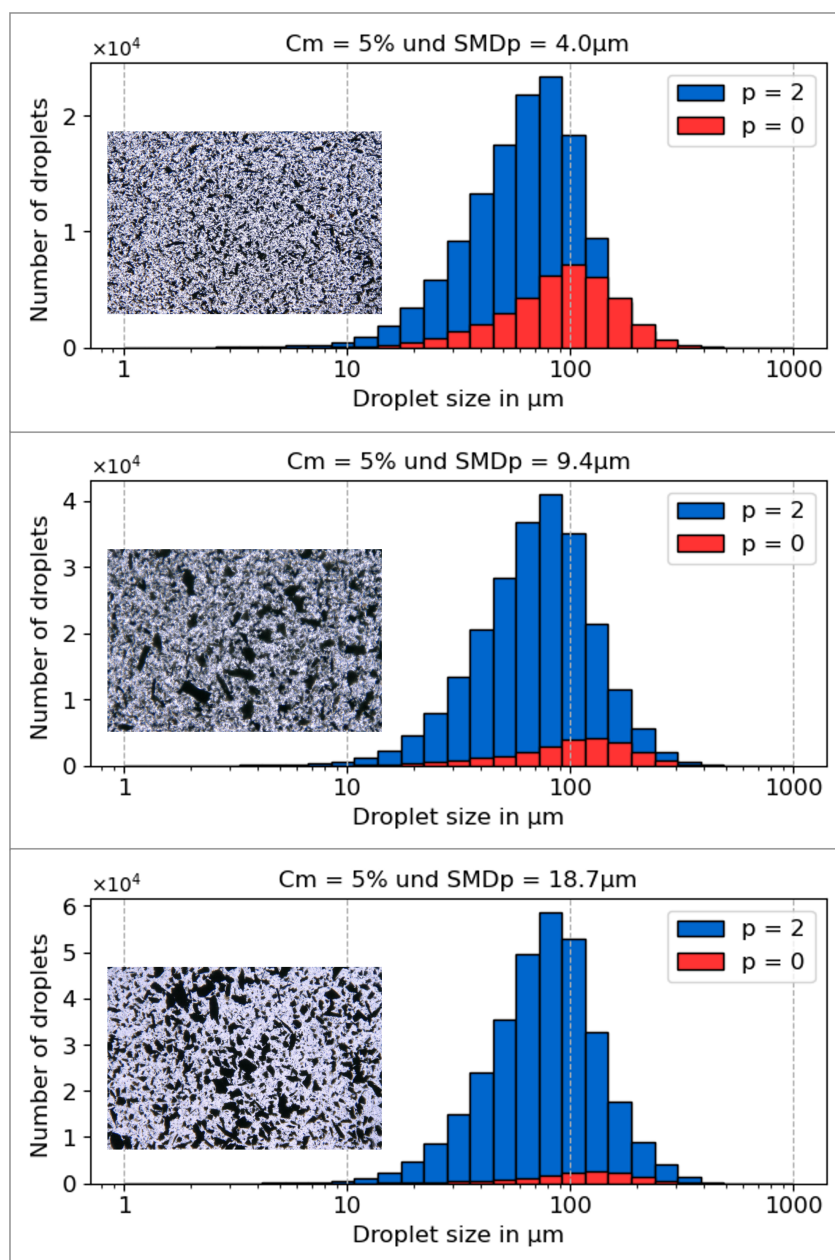 Cm = 5% und SMDp = 4.0µm
×10⁴
p = 2
p = 0
Number of droplets
2
1
0
1 10 100 1000
Droplet size in µm
Cm = 5% und SMDp = 9.4µm
×10⁴
p = 2
p = 0
Number of droplets
4
3
2
1
0
1 10 100 1000
Droplet size in µm
Cm = 5% und SMDp = 18.7µm
×10⁴
p = 2
p = 0
Number of droplets
6
5
4
3
2
1
0
1 10 100 1000
Droplet size in µm